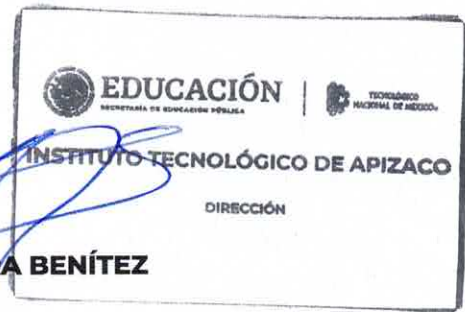 EDUCACIÓN
SECRETARÍA DE EDUCACIÓN PÚBLICA
TECNOLÓGICO
NACIONAL DE MÉXICO®
INSTITUTO TECNOLÓGICO DE APIZACO
DIRECCIÓN
A BENÍTEZ